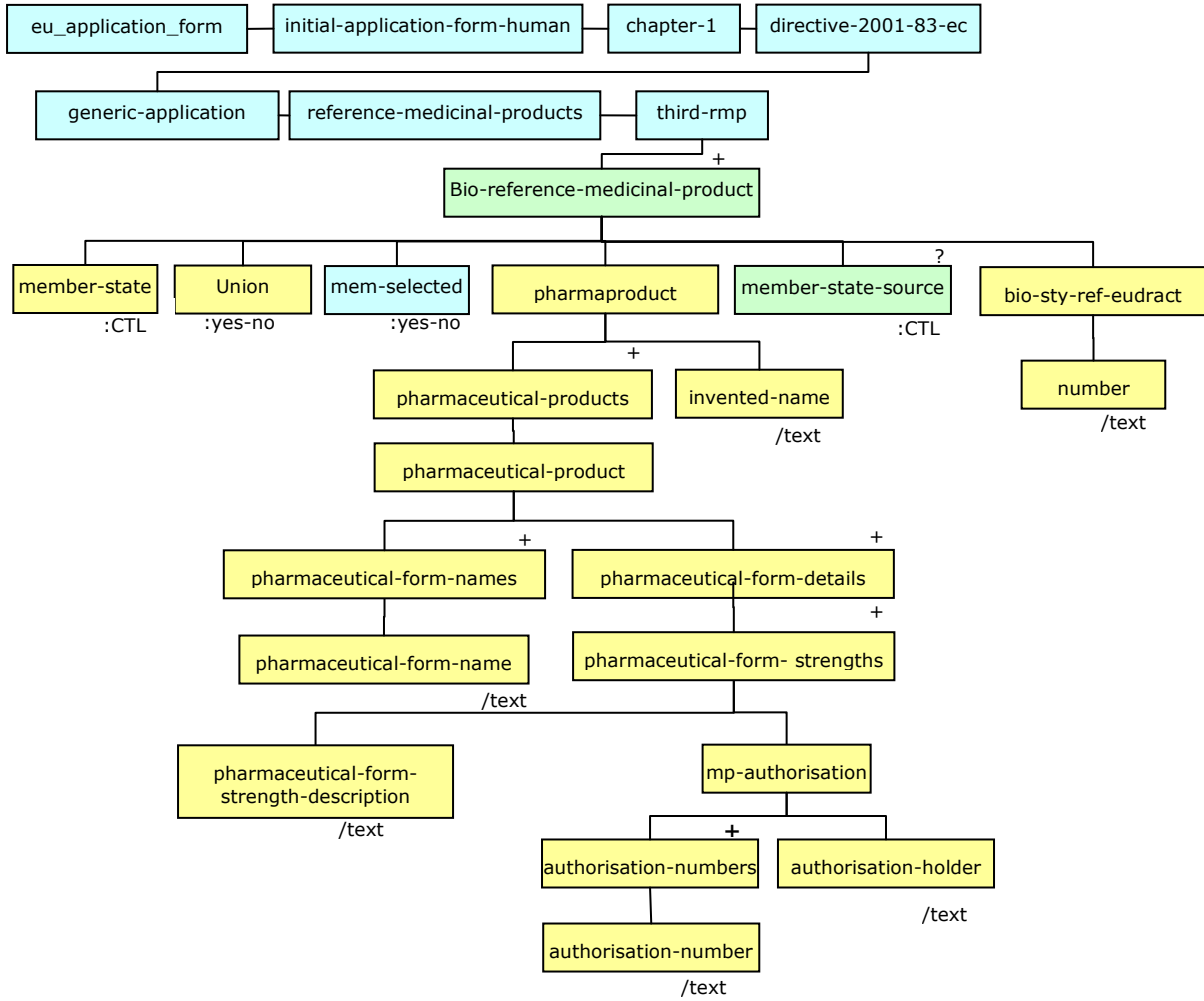 eu_application_form
initial-application-form-human
chapter-1
directive-2001-83-ec
generic-application
reference-medicinal-products
third-rmp
+
Bio-reference-medicinal-product
member-state
:CTL
Union
:yes-no
mem-selected
:yes-no
pharmaproduct
?
member-state-source
:CTL
bio-sty-ref-eudract
+
pharmaceutical-products
invented-name
/text
number
/text
pharmaceutical-product
+
pharmaceutical-form-names
+
pharmaceutical-form-details
+
pharmaceutical-form-name
/text
pharmaceutical-form- strengths
pharmaceutical-form-
strength-description
/text
mp-authorisation
+
authorisation-numbers
authorisation-holder
/text
authorisation-number
/text